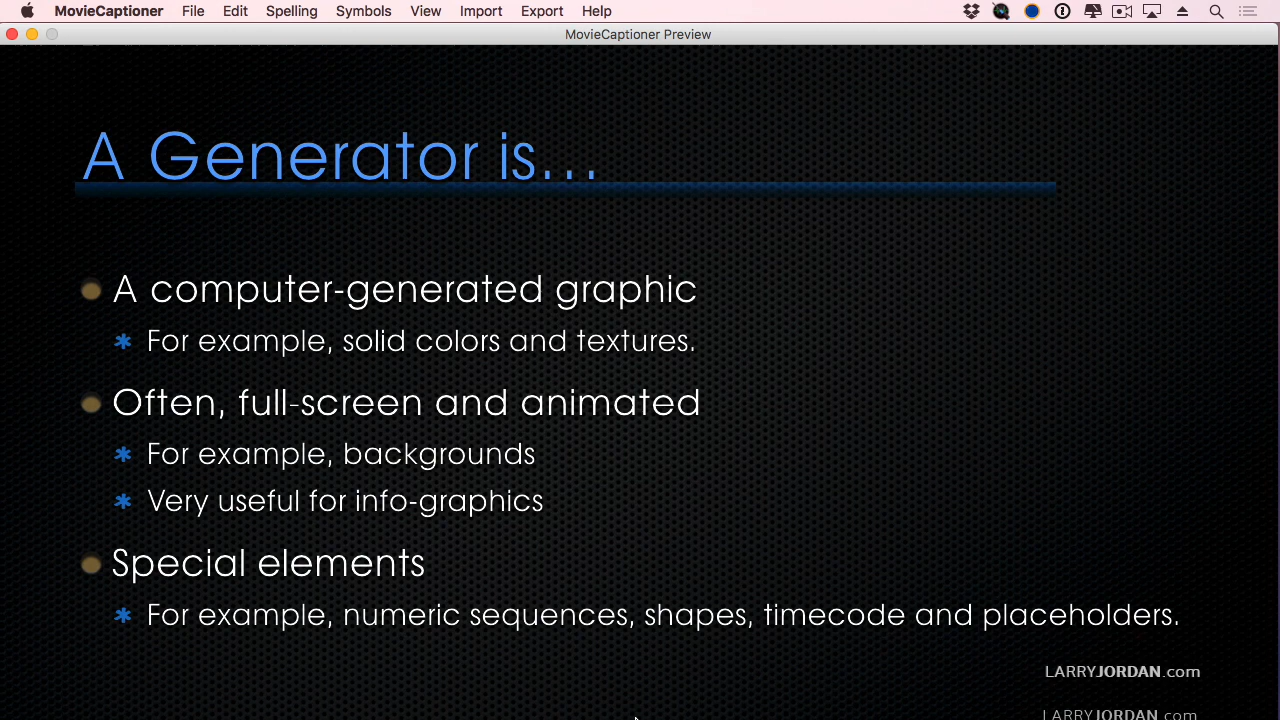 MovieCaptioner File Edit Spelling Symbols View Import Export Help
MovieCaptioner Preview
A Generator is...
A computer-generated graphic
For example, solid colors and textures.
Often, full-screen and animated
For example, backgrounds
Very useful for info-graphics
Special elements
For example, numeric sequences, shapes, timecode and placeholders.
LARRYJORDAN.com
LARRYJORDAN.com